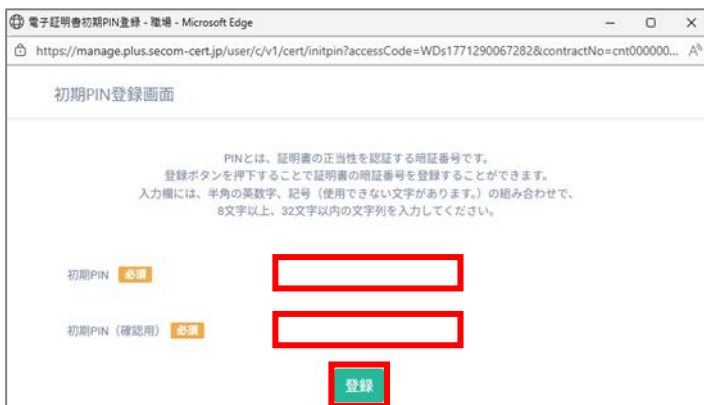 電子証明書初期PIN登録 - 職場 - Microsoft Edge
https://manage.plus.secom-cert.jp/user/c/v1/cert/initpin?accessCode=WDs1771290067282&contractNo=cnt000000...
初期PIN登録画面
PINとは、証明書の正当性を認証する暗証番号です。
登録ボタンを押下することで証明書の暗証番号を登録することができます。
入力欄には、半角の英数字、記号（使用できない文字があります。）の組み合わせで、
8文字以上、32文字以内の文字列を入力してください。
初期PIN 必須
初期PIN（確認用） 必須
登録